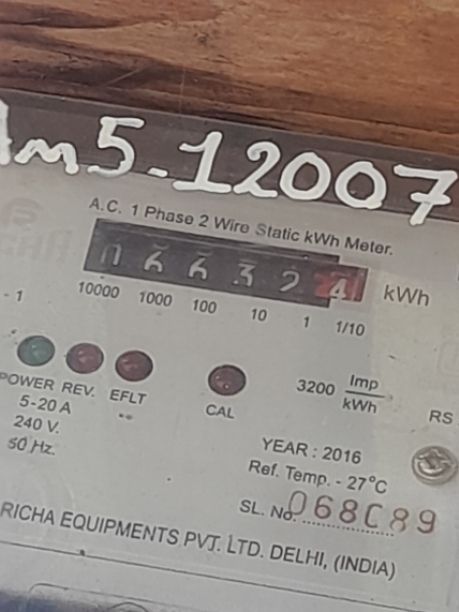 Am5-12007
A.C. 1 Phase 2 Wire Static kWh Meter.
0 6 6 3 2 4 kWh
10000 1000 100 10 1 1/10
- 1
3200 Imp
kWh
POWER REV. EFLT CAL
RS
5-20 A
240 V.
50 Hz.
YEAR : 2016
Ref. Temp. - 27°C
SL. No. 068C89
RICHA EQUIPMENTS PVT. LTD. DELHI, (INDIA)